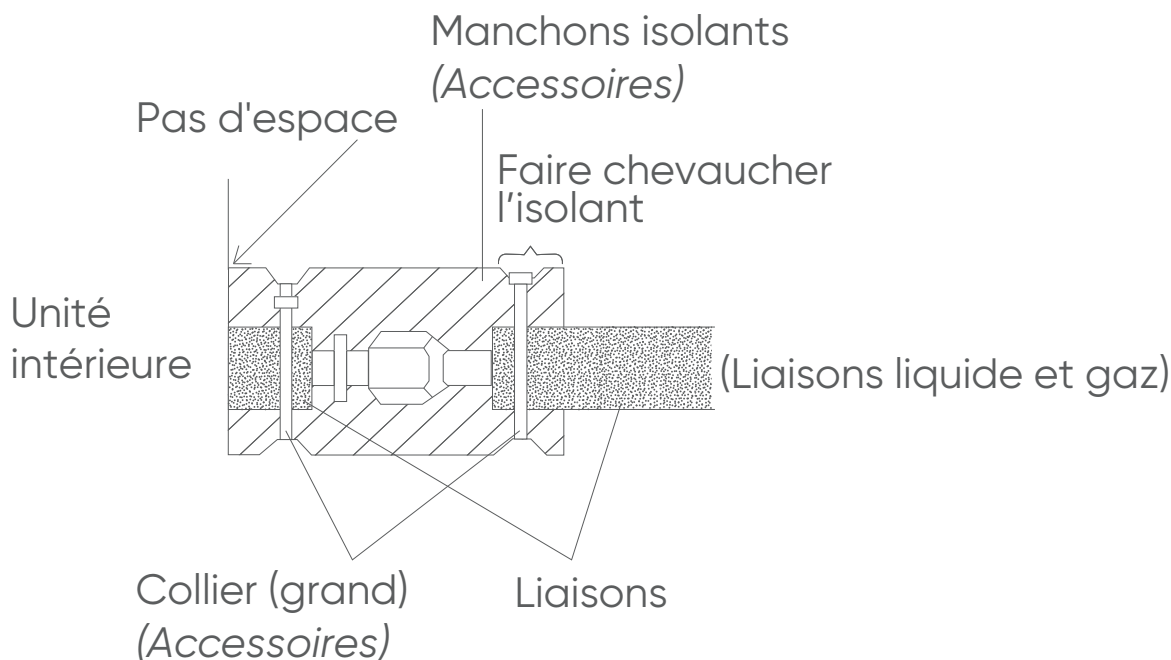 Manchons isolants
(Accessoires)
Pas d'espace
Faire chevaucher
l’isolant
Unité
intérieure
(Liaisons liquide et gaz)
Collier (grand)
(Accessoires)
Liaisons